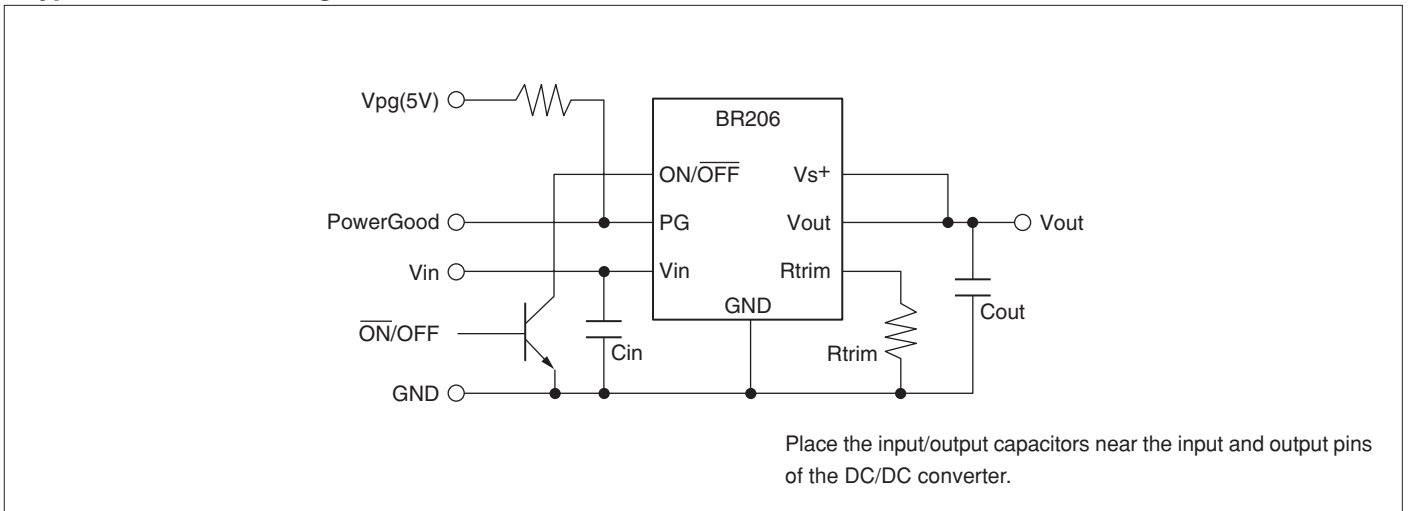 Vpg(5V)
BR206
ON/OFF
Vs+
PowerGood
PG
Vout
Vout
Vin
Vin
Rtrim
GND
Cout
ON/OFF
Cin
Rtrim
GND
Place the input/output capacitors near the input and output pins
of the DC/DC converter.